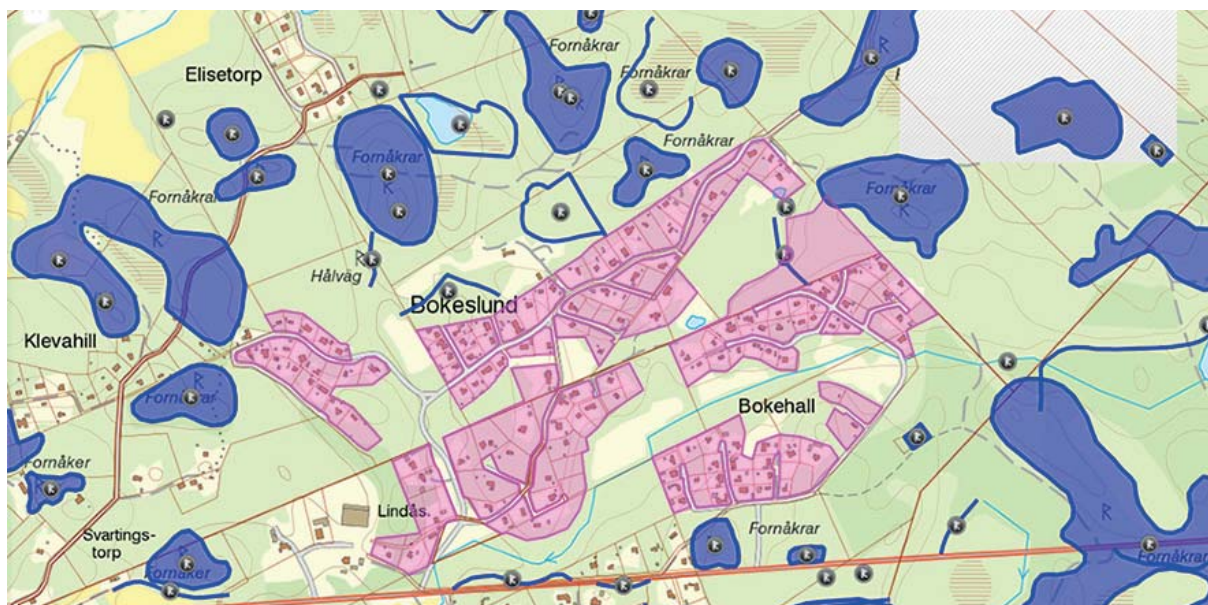 Elisetorp
Fornåkrar
Fornåkrar
Fornåkrar
Fornåkrar
Fornåkrar
Fornåkrar
Hålväg
Bokeslund
Klevahill
Fornåkrar
Bokehall
Fornåker
Lindås
Svartings-
torp
Fornåkrar
Fornåker
Fornåkrar